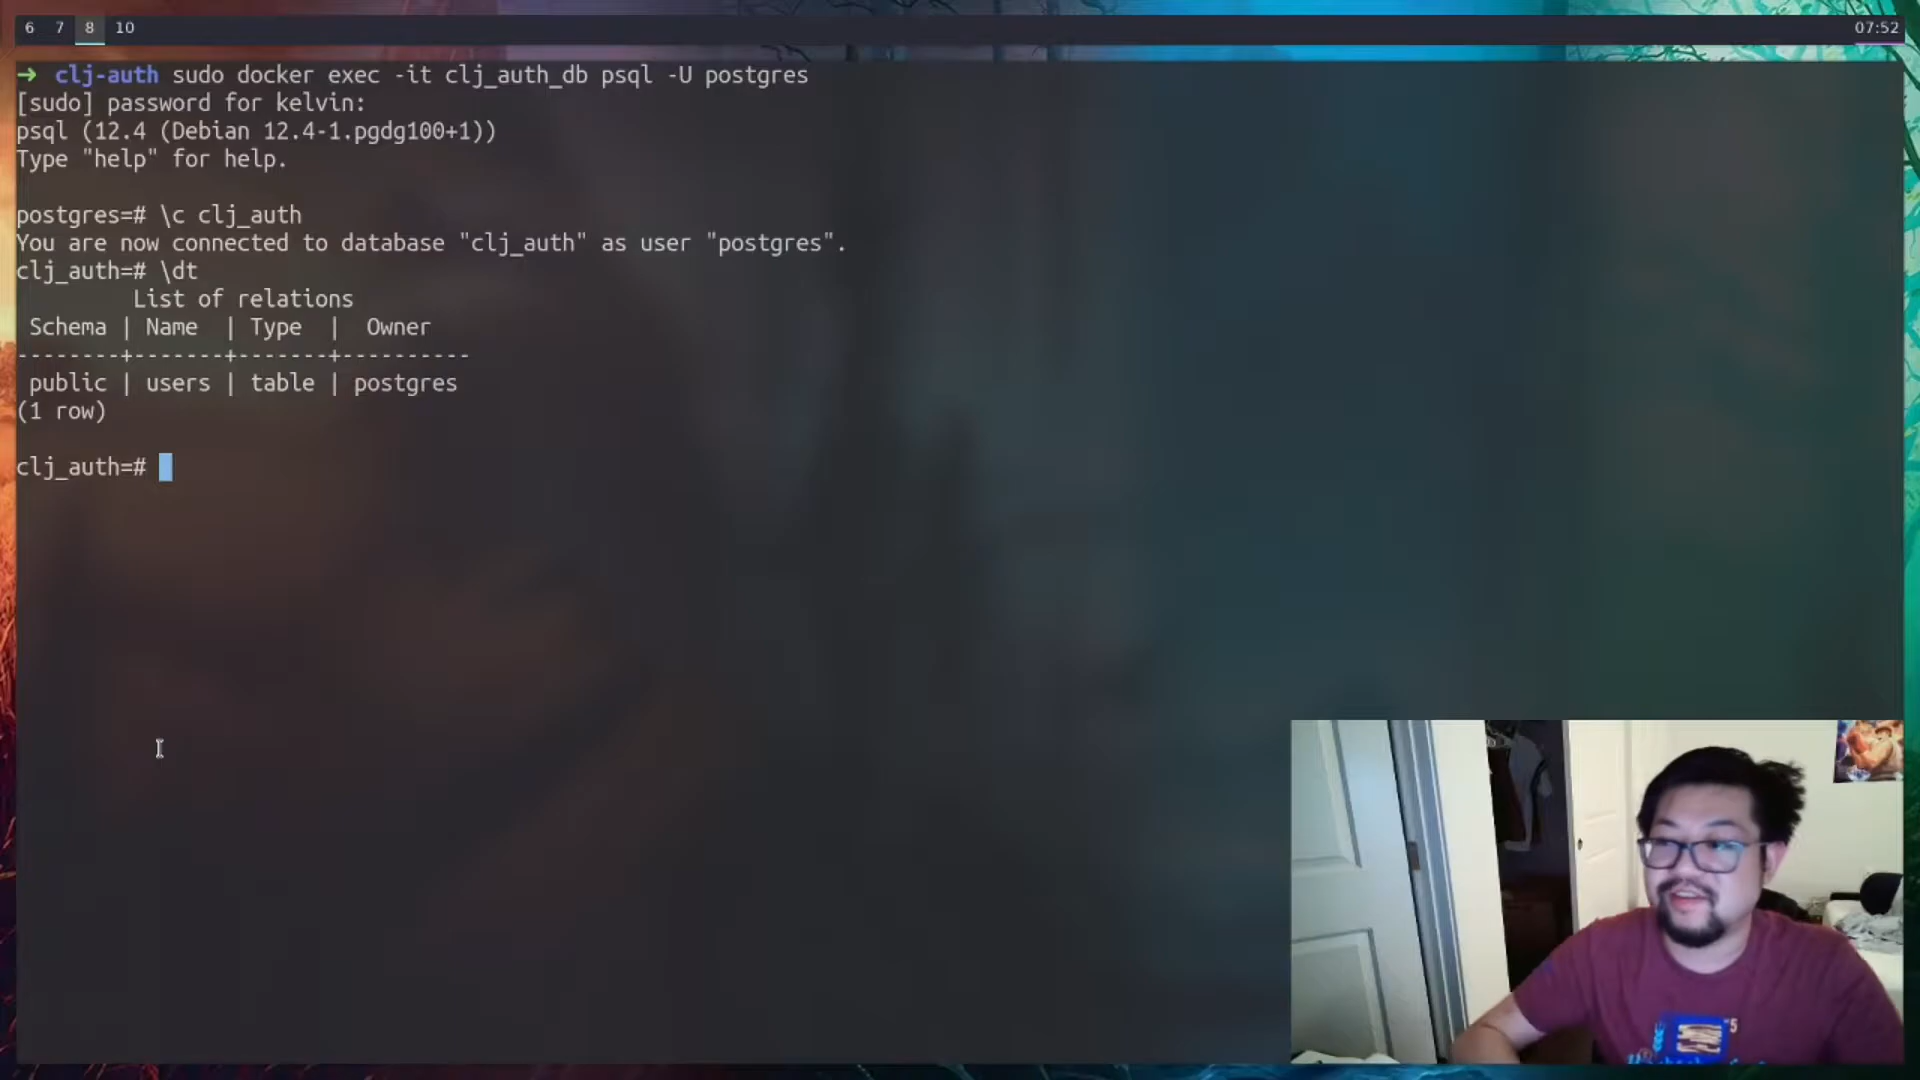 6 7 8 10 07:52
➜ clj-auth sudo docker exec -it clj_auth_db psql -U postgres
[sudo] password for kelvin:
psql (12.4 (Debian 12.4-1.pgdg100+1))
Type "help" for help.
postgres=# \c clj_auth
You are now connected to database "clj_auth" as user "postgres".
clj_auth=# \dt
List of relations
Schema | Name | Type | Owner
--------+-------+-------+----------
public | users | table | postgres
(1 row)
clj_auth=#